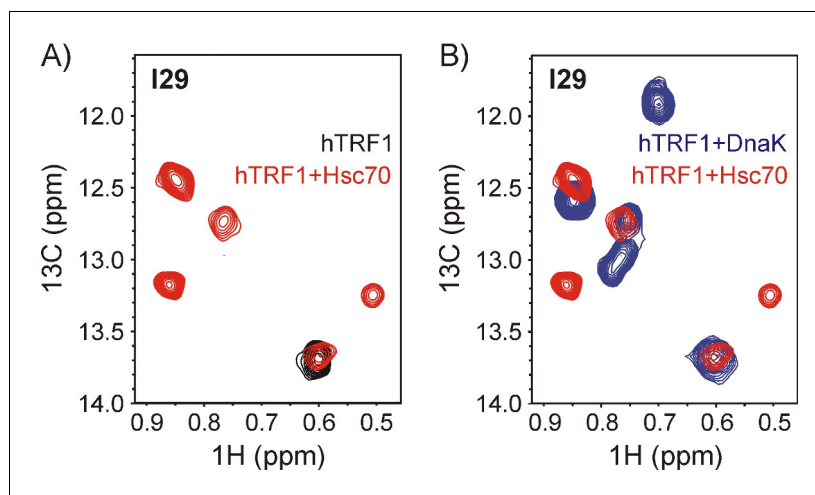 A)
I29
hTRF1
hTRF1+Hsc70
12.0
12.5
13.0
13.5
14.0
13C (ppm)
0.9 0.8 0.7 0.6 0.5
1H (ppm)
B)
I29
hTRF1+DnaK
hTRF1+Hsc70
12.0
12.5
13.0
13.5
14.0
13C (ppm)
0.9 0.8 0.7 0.6 0.5
1H (ppm)